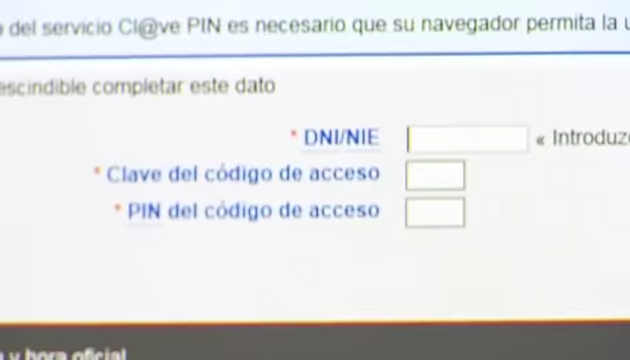 del servicio Cl@ve PIN es necesario que su navegador permita la
escindible completar este dato
* DNI/NIE « Introduz
* Clave del código de acceso
* PIN del código de acceso
y hora oficial